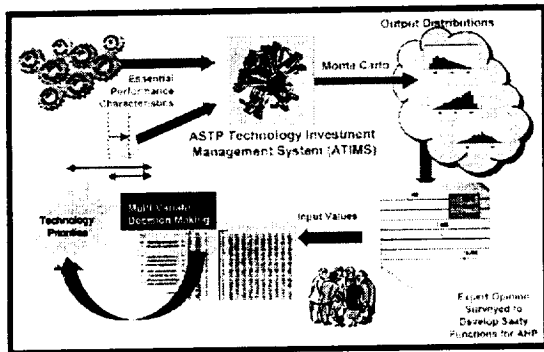 Output Distributions
Essential
Performance
Characteristics
Monte Carlo
ASTP Technology Investment
Management System (ATIMS)
Technology
Priorities
Multi-Variate
Decision Making
Input Values
Expert Opinion
Surveyed to
Develop Saaty
Functions for AHP